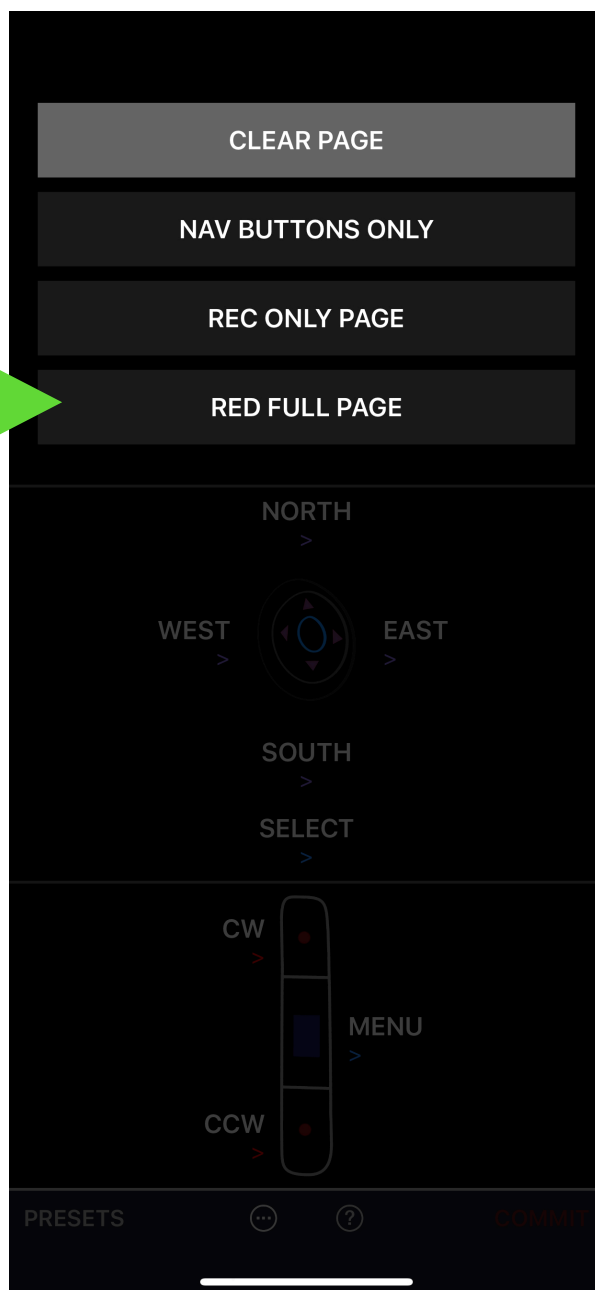 CLEAR PAGE
NAV BUTTONS ONLY
REC ONLY PAGE
RED FULL PAGE
NORTH
>
WEST
>
EAST
>
SOUTH
>
SELECT
>
CW
>
MENU
>
CCW
>
PRESETS
?
COMMIT